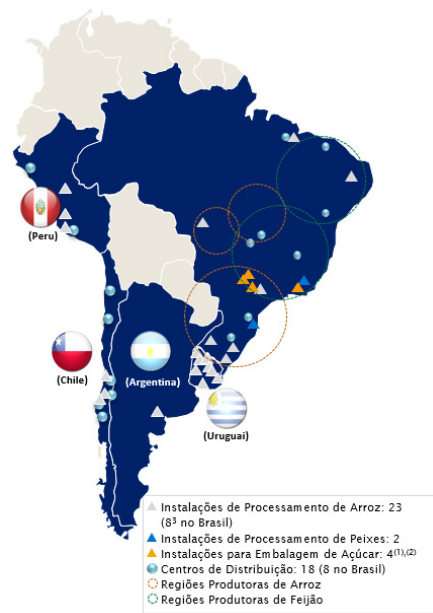 (Peru)
(Chile)
(Argentina)
(Uruguai)
Instalações de Processamento de Arroz: 23
(8³ no Brasil)
Instalações de Processamento de Peixes: 2
Instalações para Embalagem de Açúcar: 4⁽¹⁾,⁽²⁾
Centros de Distribuição: 18 (8 no Brasil)
Regiões Produtoras de Arroz
Regiões Produtoras de Feijão